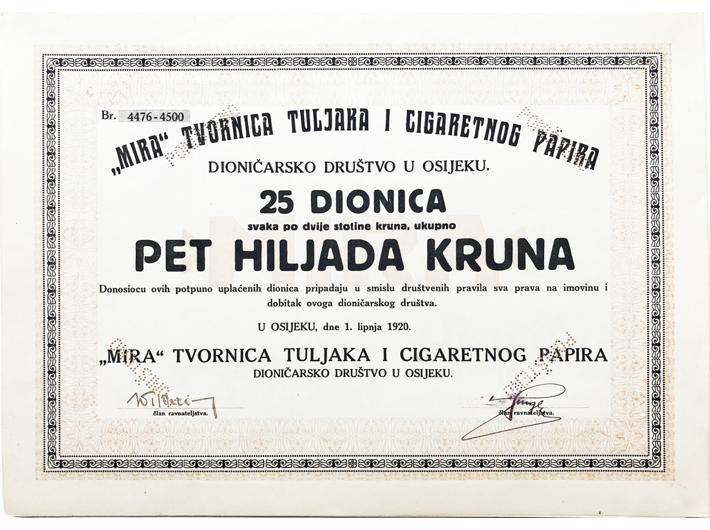 Br. 4476-4500
„MIRA“ TVORNICA TULJAKA I CIGARETNOG PAPIRA
DIONIČARSKO DRUŠTVO U OSIJEKU.
25 DIONICA
svaka po dvije stotine kruna, ukupno
PET HILJADA KRUNA
Donosiocu ovih potpuno uplaćenih dionica pripadaju u smislu društvenih pravila sva prava na imovinu i
dobitak ovoga dioničarskog društva.
U OSIJEKU, dne 1. lipnja 1920.
„MIRA“ TVORNICA TULJAKA I CIGARETNOG PAPIRA
DIONIČARSKO DRUŠTVO U OSIJEKU.
član ravnateljstva. član ravnateljstva.